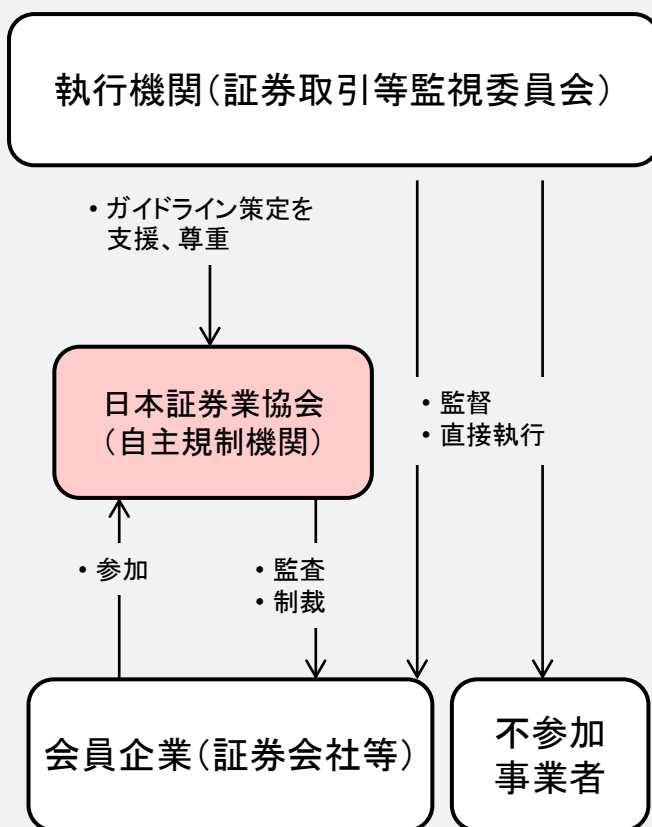 執行機関（証券取引等監視委員会）
・ガイドライン策定を
支援、尊重
日本証券業協会
（自主規制機関）
・監督
・直接執行
・参加
・監査
・制裁
会員企業（証券会社等）
不参加
事業者